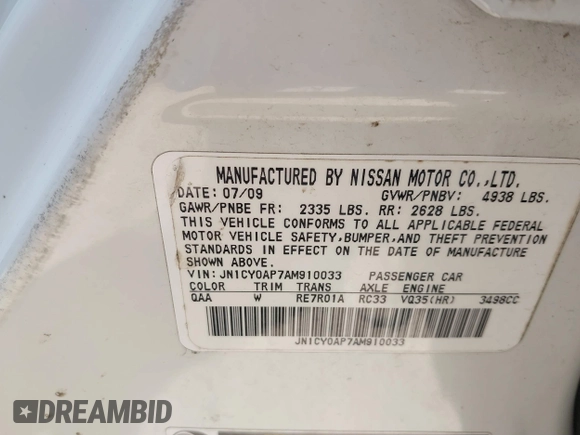 MANUFACTURED BY NISSAN MOTOR CO.,LTD.
DATE: 07/09 GVWR/PNBV: 4938 LBS.
GAWR/PNBE FR: 2335 LBS. RR: 2628 LBS.
THIS VEHICLE CONFORMS TO ALL APPLICABLE FEDERAL
MOTOR VEHICLE SAFETY,BUMPER,AND THEFT PREVENTION
STANDARDS IN EFFECT ON THE DATE OF MANUFACTURE
SHOWN ABOVE.
VIN: JN1CY0AP7AM910033 PASSENGER CAR
COLOR TRIM TRANS AXLE ENGINE
QAA W RE7R01A RC33 VQ35(HR) 3498CC
JN1CY0AP7AM910033
DREAMBID